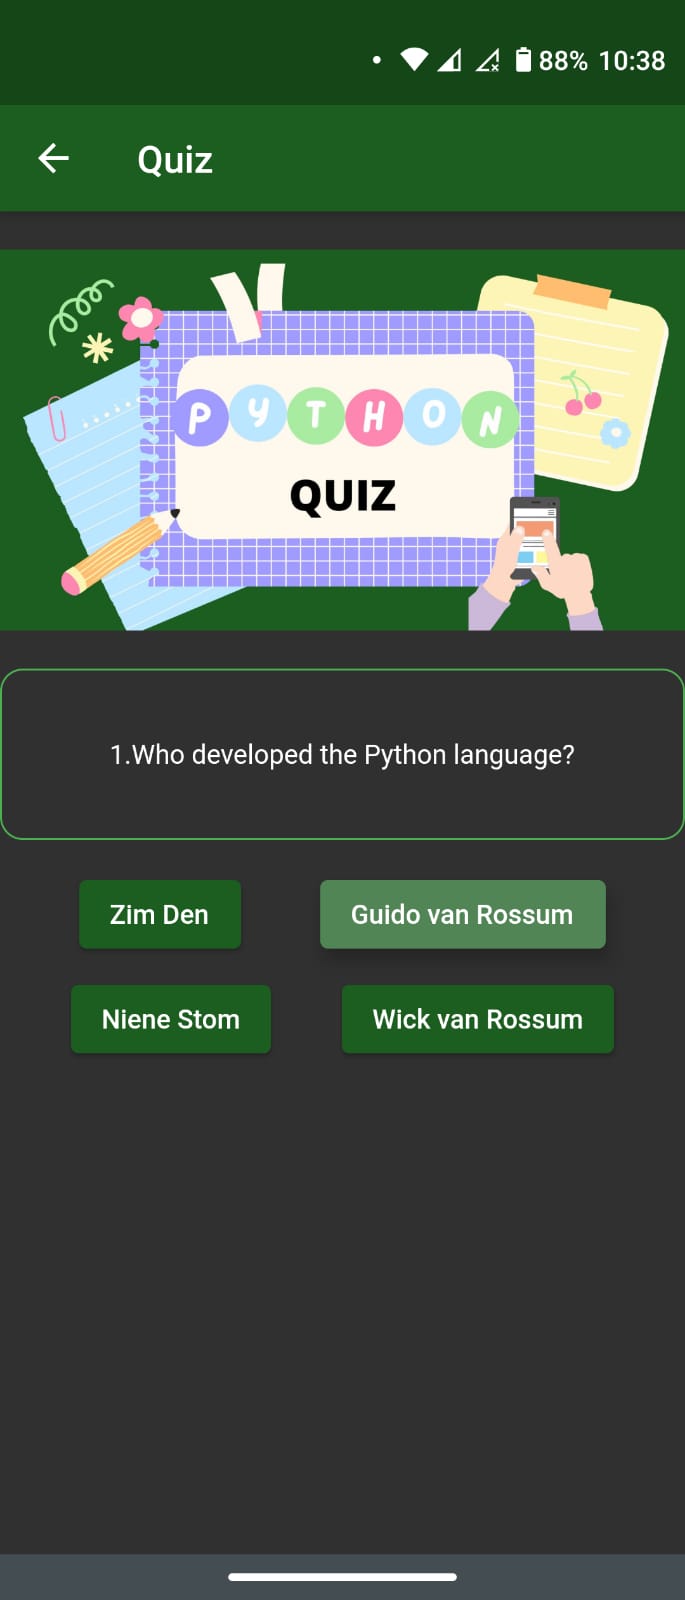 88% 10:38
Quiz
PYTHON
QUIZ
1.Who developed the Python language?
Zim Den
Guido van Rossum
Niene Stom
Wick van Rossum